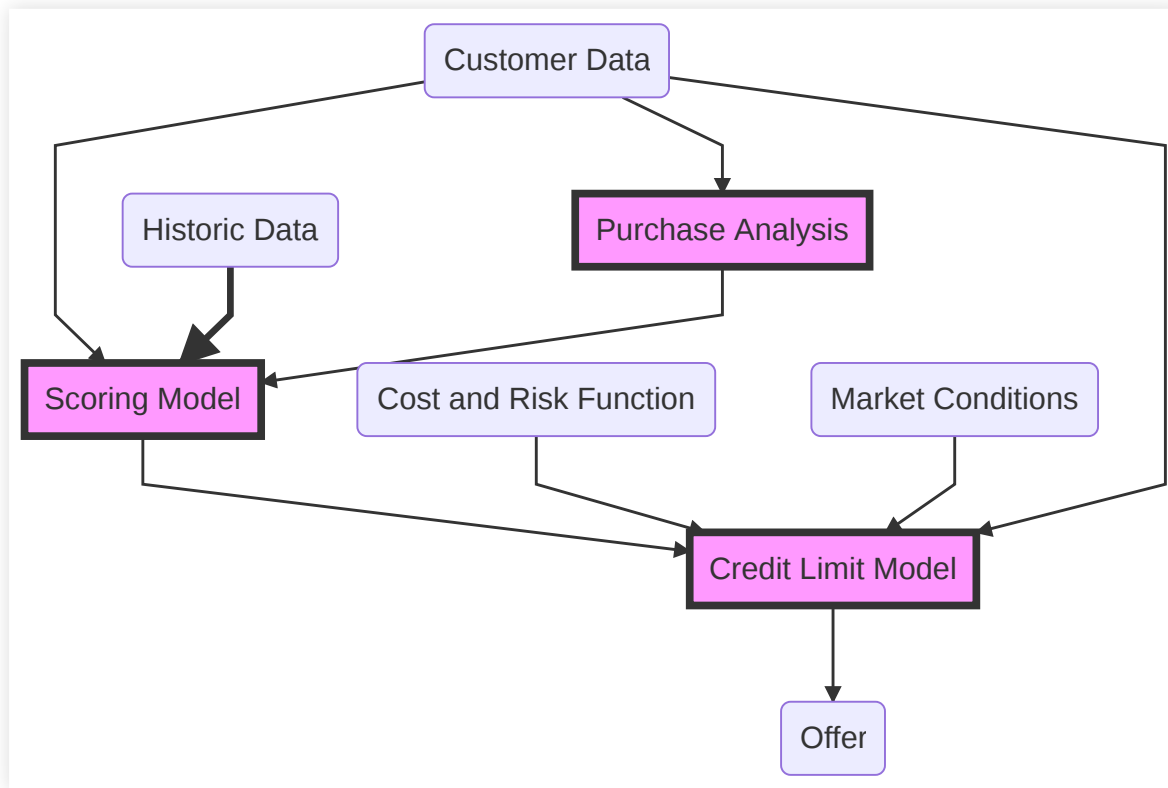 Customer Data
Historic Data
Purchase Analysis
Scoring Model
Cost and Risk Function
Market Conditions
Credit Limit Model
Offer